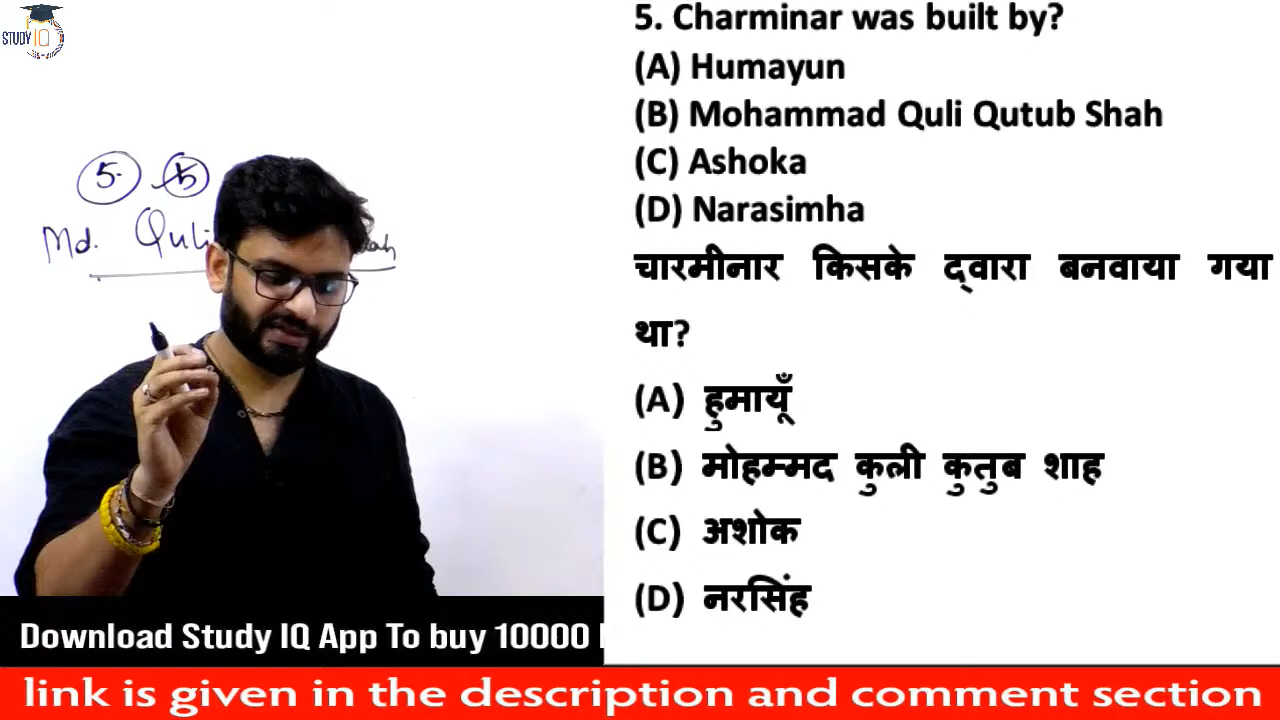 STUDY IQ
5. Charminar was built by?
(A) Humayun
(B) Mohammad Quli Qutub Shah
(C) Ashoka
(D) Narasimha
चारमीनार किसके द्वारा बनवाया गया
था?
(A) हुमायूँ
(B) मोहम्मद कुली कुतुब शाह
(C) अशोक
(D) नरसिंह
5. b
Md. Quli
Download Study IQ App To buy 10000
link is given in the description and comment section